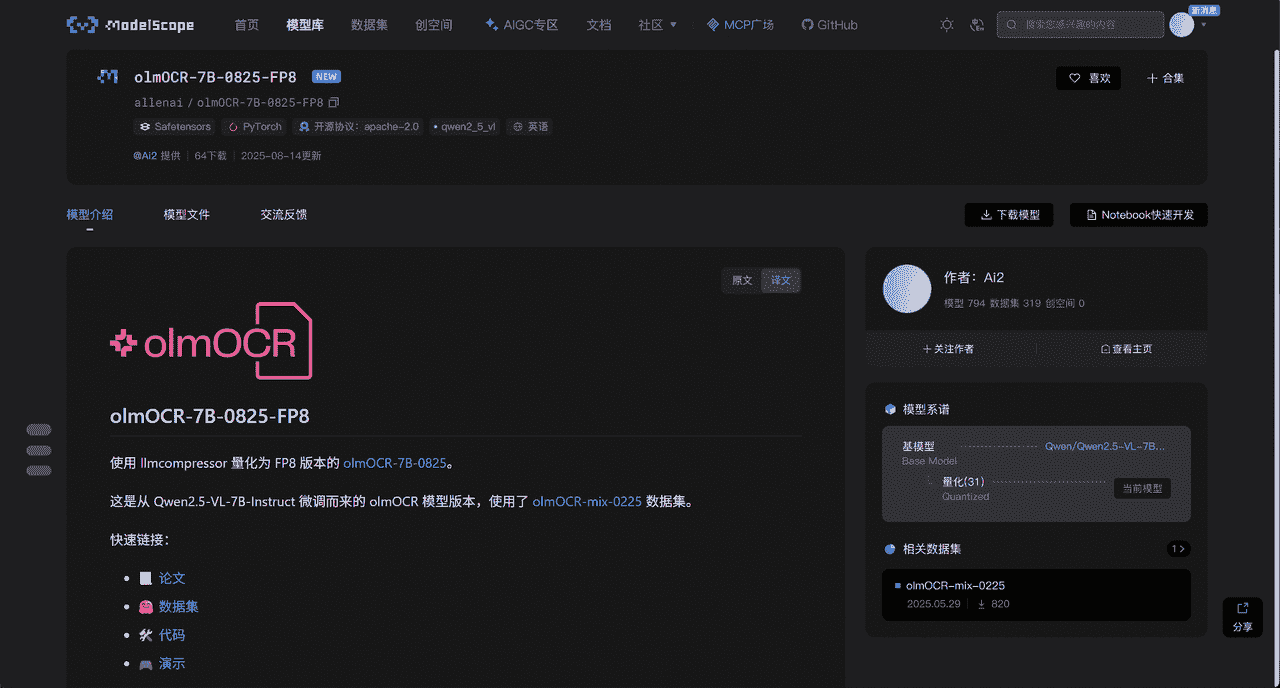 ModelScope 首页 模型库 数据集 创空间 AIGC专区 文档 社区 MCP广场 GitHub 搜索您感兴趣的内容 新消息
olmOCR-7B-0825-FP8 NEW 喜欢 合集
allenai / olmOCR-7B-0825-FP8
Safetensors PyTorch 开源协议：apache-2.0 qwen2_5_vl 英语
@Ai2 提供 64下载 2025-08-14更新
模型介绍 模型文件 交流反馈 下载模型 Notebook快速开发
原文 译文
olmOCR
olmOCR-7B-0825-FP8
使用 llmcompressor 量化为 FP8 版本的 olmOCR-7B-0825。
这是从 Qwen2.5-VL-7B-Instruct 微调而来的 olmOCR 模型版本，使用了 olmOCR-mix-0225 数据集。
快速链接：
论文
数据集
代码
演示
作者：Ai2
模型 794 数据集 319 创空间 0
关注作者 查看主页
模型系谱
基模型 Qwen/Qwen2.5-VL-7B...
Base Model
量化(31) 当前模型
Quantized
相关数据集 1
olmOCR-mix-0225
2025.05.29 820
分享